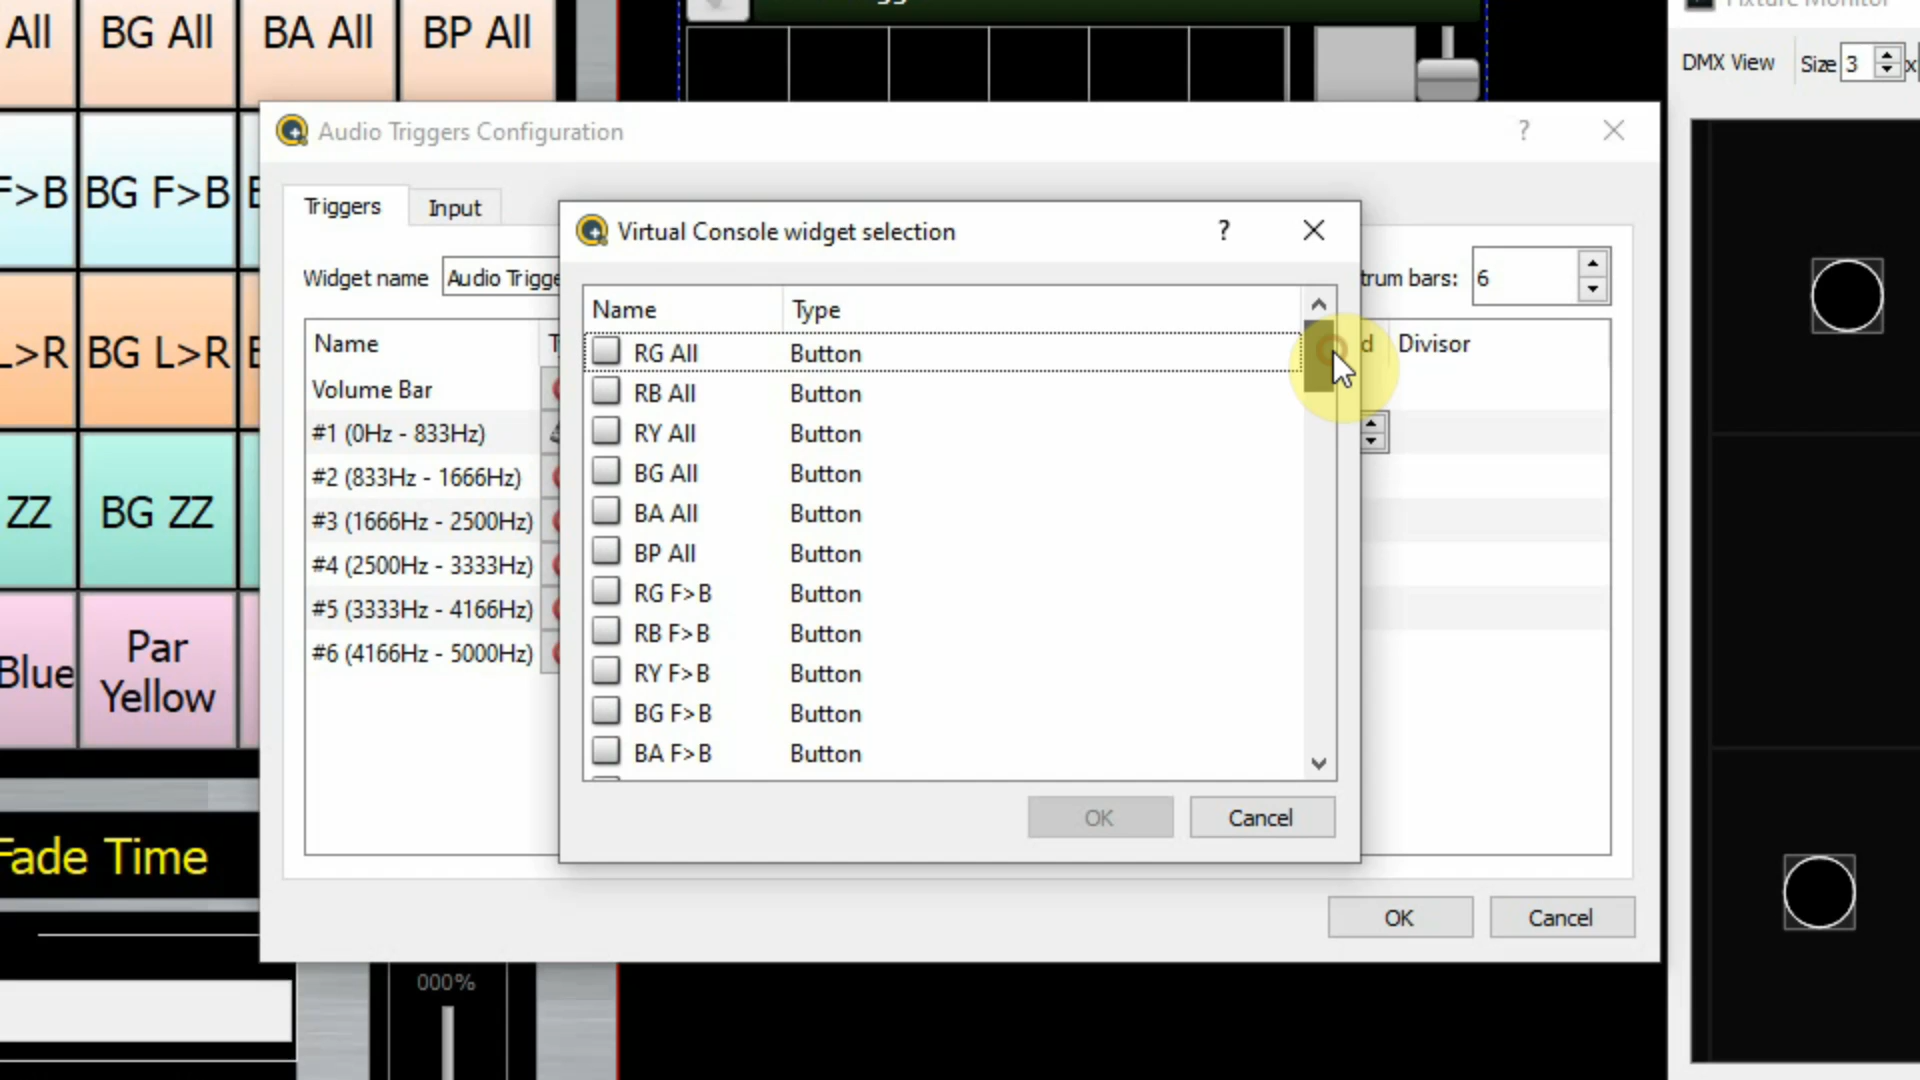 All
BG All
BA All
BP All
Fixture Monitor
DMX View
Size
3
x
Audio Triggers Configuration
?
F>B
BG F>B
Triggers
Input
Virtual Console widget selection
?
Widget name
Audio Trigge
trum bars:
6
Name
Type
L>R
BG L>R
Name
d
Divisor
RG All
Button
Volume Bar
RB All
Button
#1 (0Hz - 833Hz)
RY All
Button
#2 (833Hz - 1666Hz)
BG All
Button
ZZ
BG ZZ
#3 (1666Hz - 2500Hz)
BA All
Button
#4 (2500Hz - 3333Hz)
BP All
Button
#5 (3333Hz - 4166Hz)
RG F>B
Button
#6 (4166Hz - 5000Hz)
RB F>B
Button
Blue
Par
Yellow
RY F>B
Button
BG F>B
Button
BA F>B
Button
OK
Cancel
Fade Time
OK
Cancel
000%